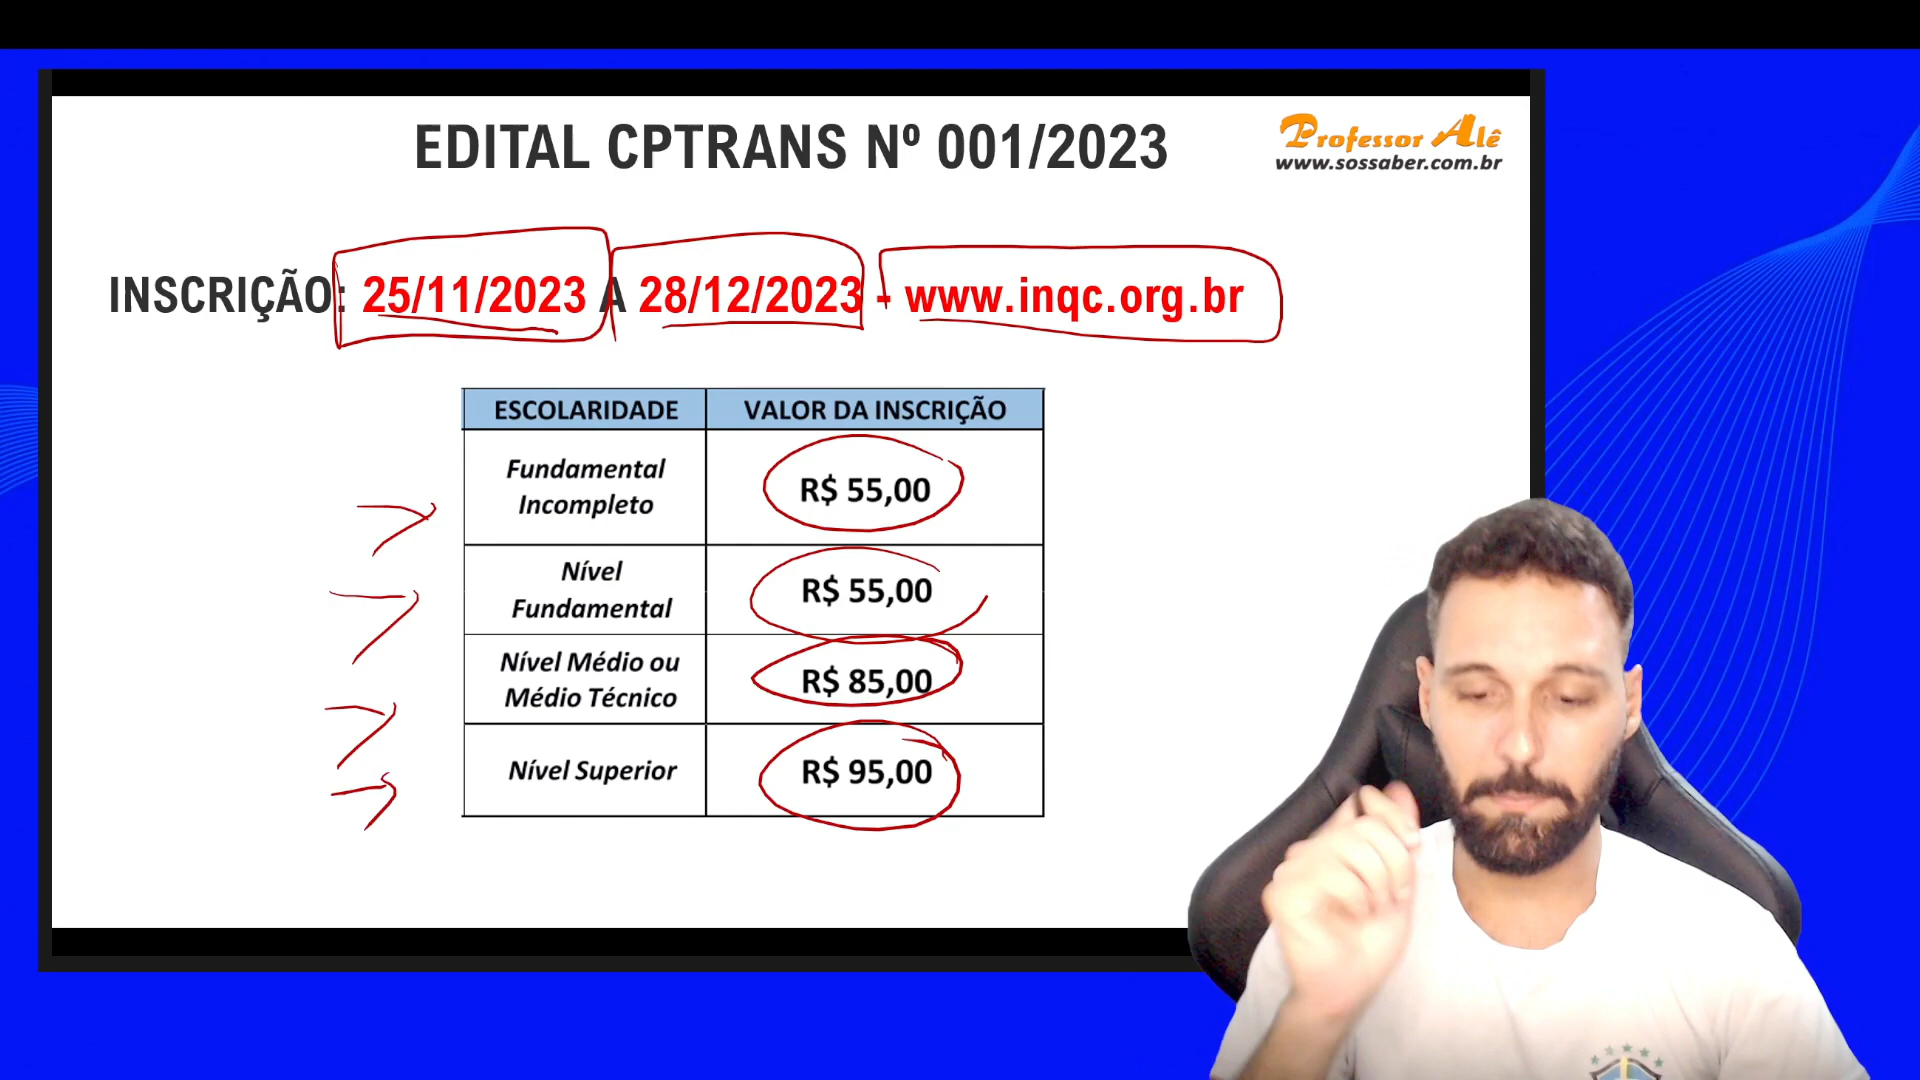 EDITAL CPTRANS Nº 001/2023
Professor Alê
www.sossaber.com.br
INSCRIÇÃO: 25/11/2023 A 28/12/2023 - www.inqc.org.br
ESCOLARIDADE VALOR DA INSCRIÇÃO
Fundamental
Incompleto
R$ 55,00
Nível
Fundamental
R$ 55,00
Nível Médio ou
Médio Técnico
R$ 85,00
Nível Superior R$ 95,00